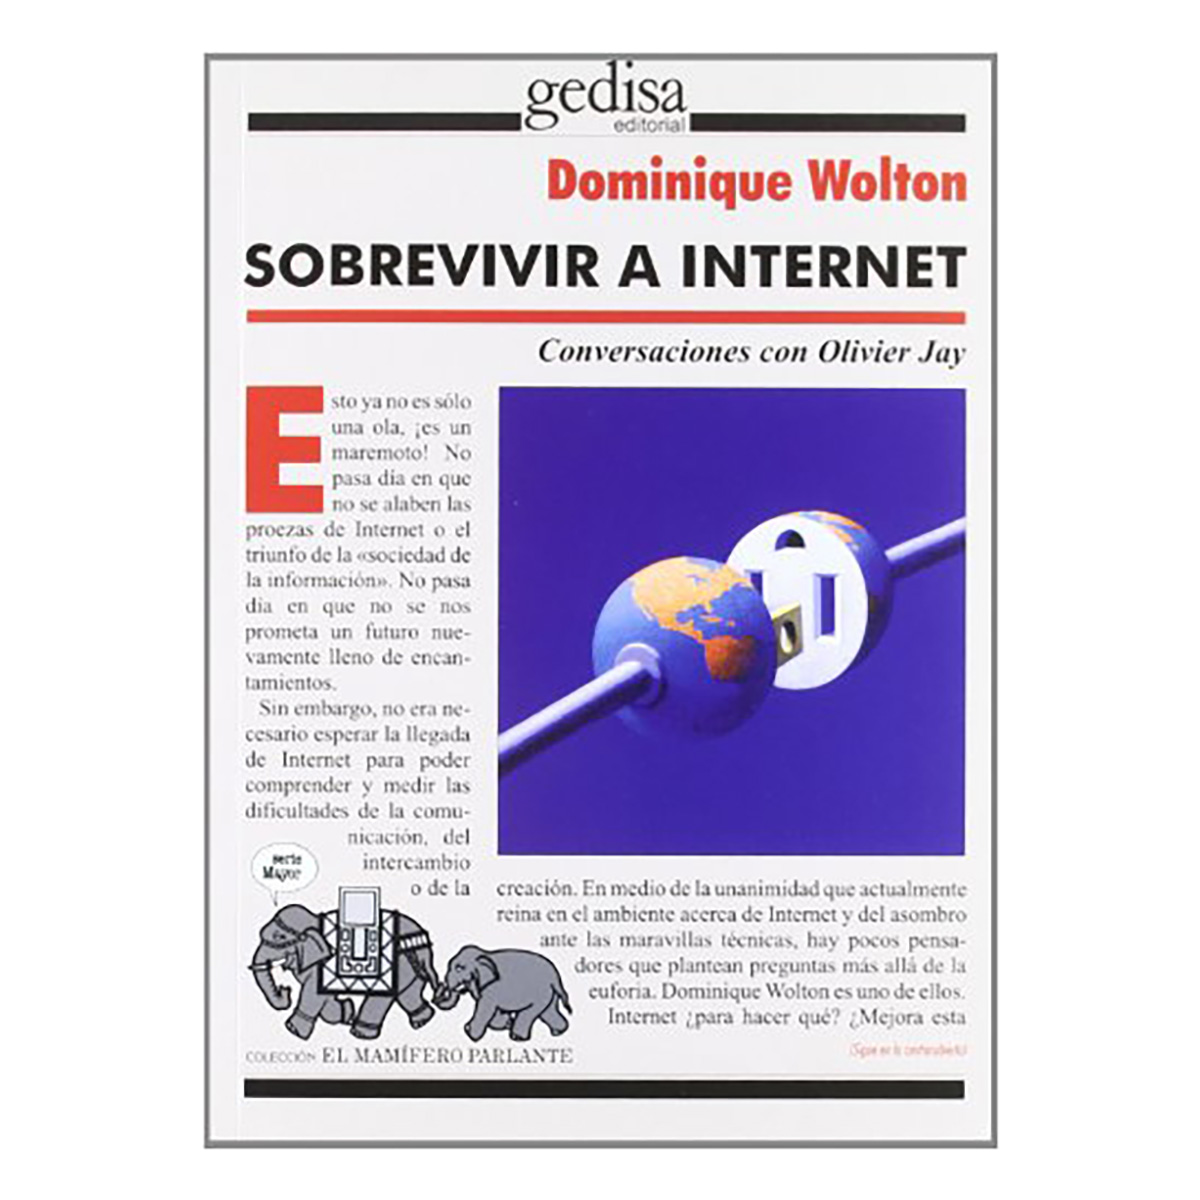 gedisa
editorial
Dominique Wolton
SOBREVIVIR A INTERNET
Conversaciones con Olivier Jay
Esto ya no es sólo
una ola, ¡es un
maremoto! No
pasa día en que
no se alaben las
proezas de Internet o el
triunfo de la «sociedad de
la información». No pasa
día en que no se nos
prometa un futuro nue-
vamente lleno de encan-
tamientos.
Sin embargo, no era ne-
cesario esperar la llegada
de Internet para poder
comprender y medir las
dificultades de la comu-
nicación, del
intercambio
o de la
creación. En medio de la unanimidad que actualmente
reina en el ambiente acerca de Internet y del asombro
ante las maravillas técnicas, hay pocos pensa-
dores que plantean preguntas más allá de la
euforia. Dominique Wolton es uno de ellos.
Internet ¿para hacer qué? ¿Mejora esta
(Sigue en la contracubierta)
serie
Mayor
COLECCIÓN EL MAMÍFERO PARLANTE